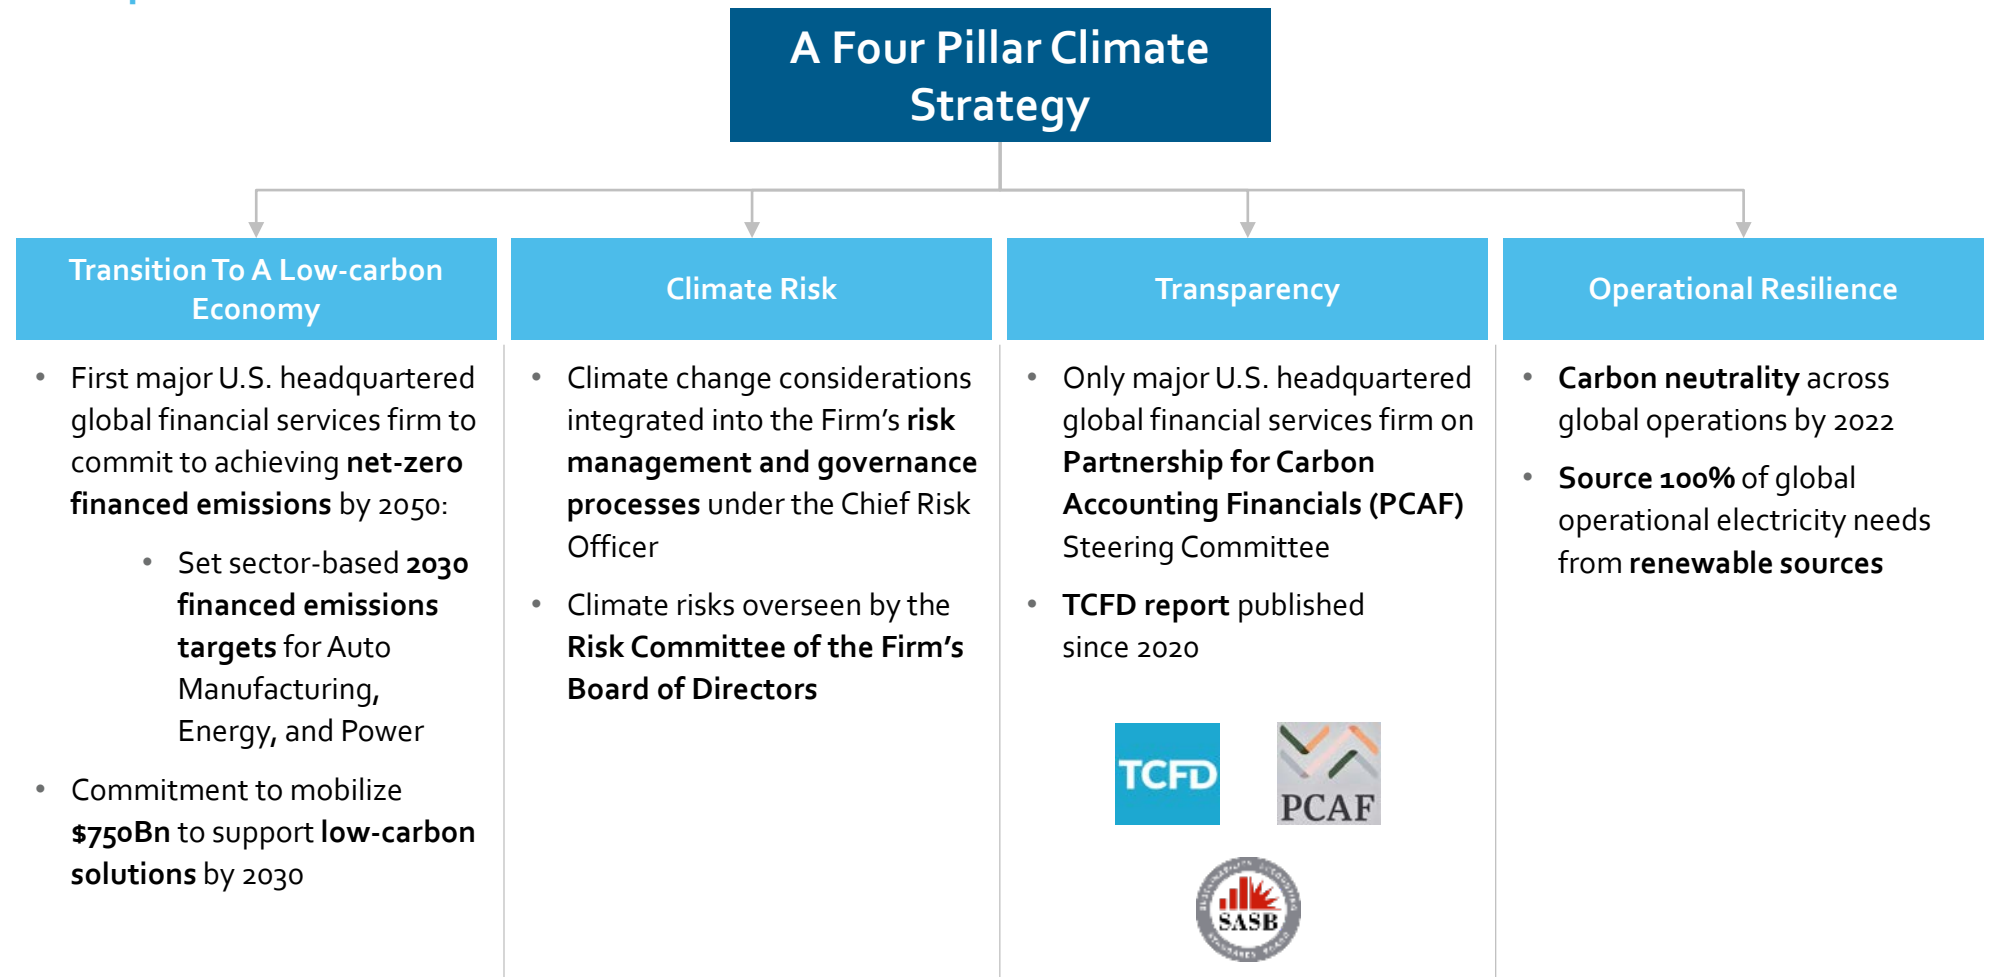 A Four Pillar Climate
Strategy
Transition To A Low-carbon
Economy
• First major U.S. headquartered
global financial services firm to
commit to achieving net-zero
financed emissions by 2050:
• Set sector-based 2030
financed emissions
targets for Auto
Manufacturing,
Energy, and Power
• Commitment to mobilize
$750Bn to support low-carbon
solutions by 2030
Climate Risk
• Climate change considerations
integrated into the Firm’s risk
management and governance
processes under the Chief Risk
Officer
• Climate risks overseen by the
Risk Committee of the Firm’s
Board of Directors
Transparency
• Only major U.S. headquartered
global financial services firm on
Partnership for Carbon
Accounting Financials (PCAF)
Steering Committee
• TCFD report published
since 2020
TCFD
PCAF
SUSTAINABILITY ACCOUNTING
SASB
STANDARDS BOARD
Operational Resilience
• Carbon neutrality across
global operations by 2022
• Source 100% of global
operational electricity needs
from renewable sources